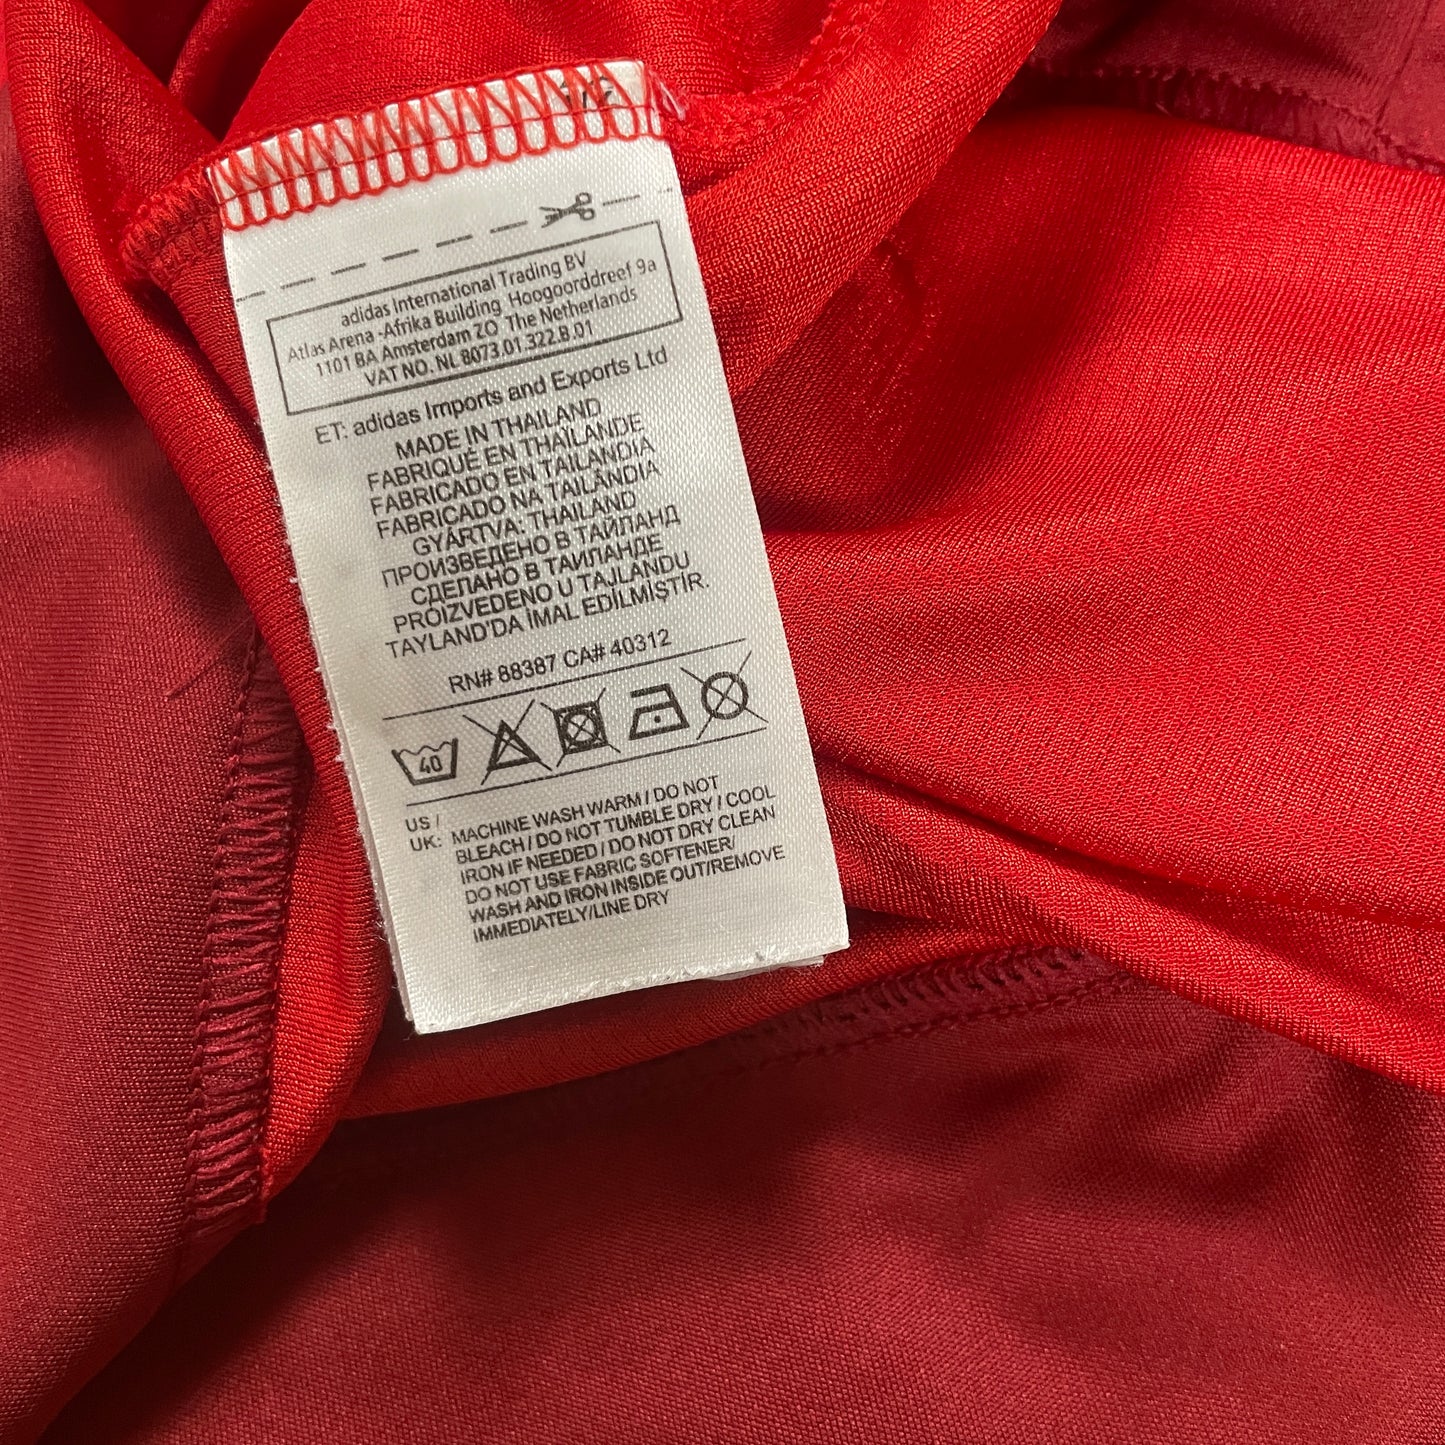 adidas International Trading BV
Atlas Arena -Afrika Building Hoogoorddreef 9a
1101 BA Amsterdam ZO The Netherlands
VAT NO. NL 8073.01.322.B.01
ET: adidas Imports and Exports Ltd
MADE IN THAILAND
FABRIQUÉ EN THAÏLANDE
FABRICADO EN TAILANDIA
FABRICADO NA TAILÂNDIA
GYÁRTVA: THAILAND
ПРОИЗВЕДЕНО В ТАЙЛАНД
СДЕЛАНО В ТАИЛАНДЕ
PROIZVEDENO U TAJLANDU
TAYLAND'DA İMAL EDİLMİŞTİR.
RN# 88387 CA# 40312
40
US / UK: MACHINE WASH WARM / DO NOT
BLEACH / DO NOT TUMBLE DRY / COOL
IRON IF NEEDED / DO NOT DRY CLEAN
DO NOT USE FABRIC SOFTENER/
WASH AND IRON INSIDE OUT/REMOVE
IMMEDIATELY/LINE DRY